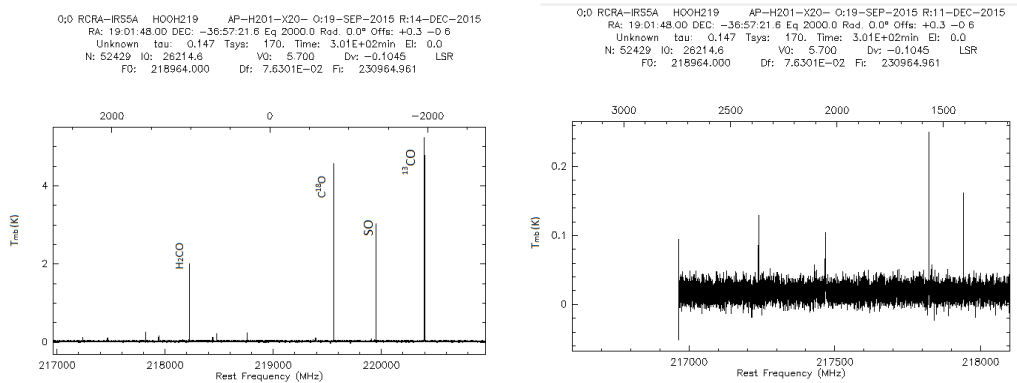 0;0 RCRA-IRS5A HOOH219 AP-H201-X20- O:19-SEP-2015 R:14-DEC-2015
RA: 19:01:48.00 DEC: -36:57:21.6 Eq 2000.0 Rad. 0.0° Offs: +0.3 -0.6
Unknown tau: 0.147 Tsys: 170. Time: 3.01E+02min El: 0.0
N: 52429 I0: 26214.6 V0: 5.700 Dv: -0.1045 LSR
F0: 218964.000 Df: 7.6301E-02 Fi: 230964.961
2000 0 -2000
4
2
0
Tmb(K)
H2CO
C18O
SO
13CO
217000 218000 219000 220000
Rest Frequency (MHz)
0;0 RCRA-IRS5A HOOH219 AP-H201-X20- O:19-SEP-2015 R:11-DEC-2015
RA: 19:01:48.00 DEC: -36:57:21.6 Eq 2000.0 Rad. 0.0° Offs: +0.3 -0.6
Unknown tau: 0.147 Tsys: 170. Time: 3.01E+02min El: 0.0
N: 52429 I0: 26214.6 V0: 5.700 Dv: -0.1045 LSR
F0: 218964.000 Df: 7.6301E-02 Fi: 230964.961
3000 2500 2000 1500
0.2
0.1
0
Tmb(K)
217000 217500 218000
Rest Frequency (MHz)